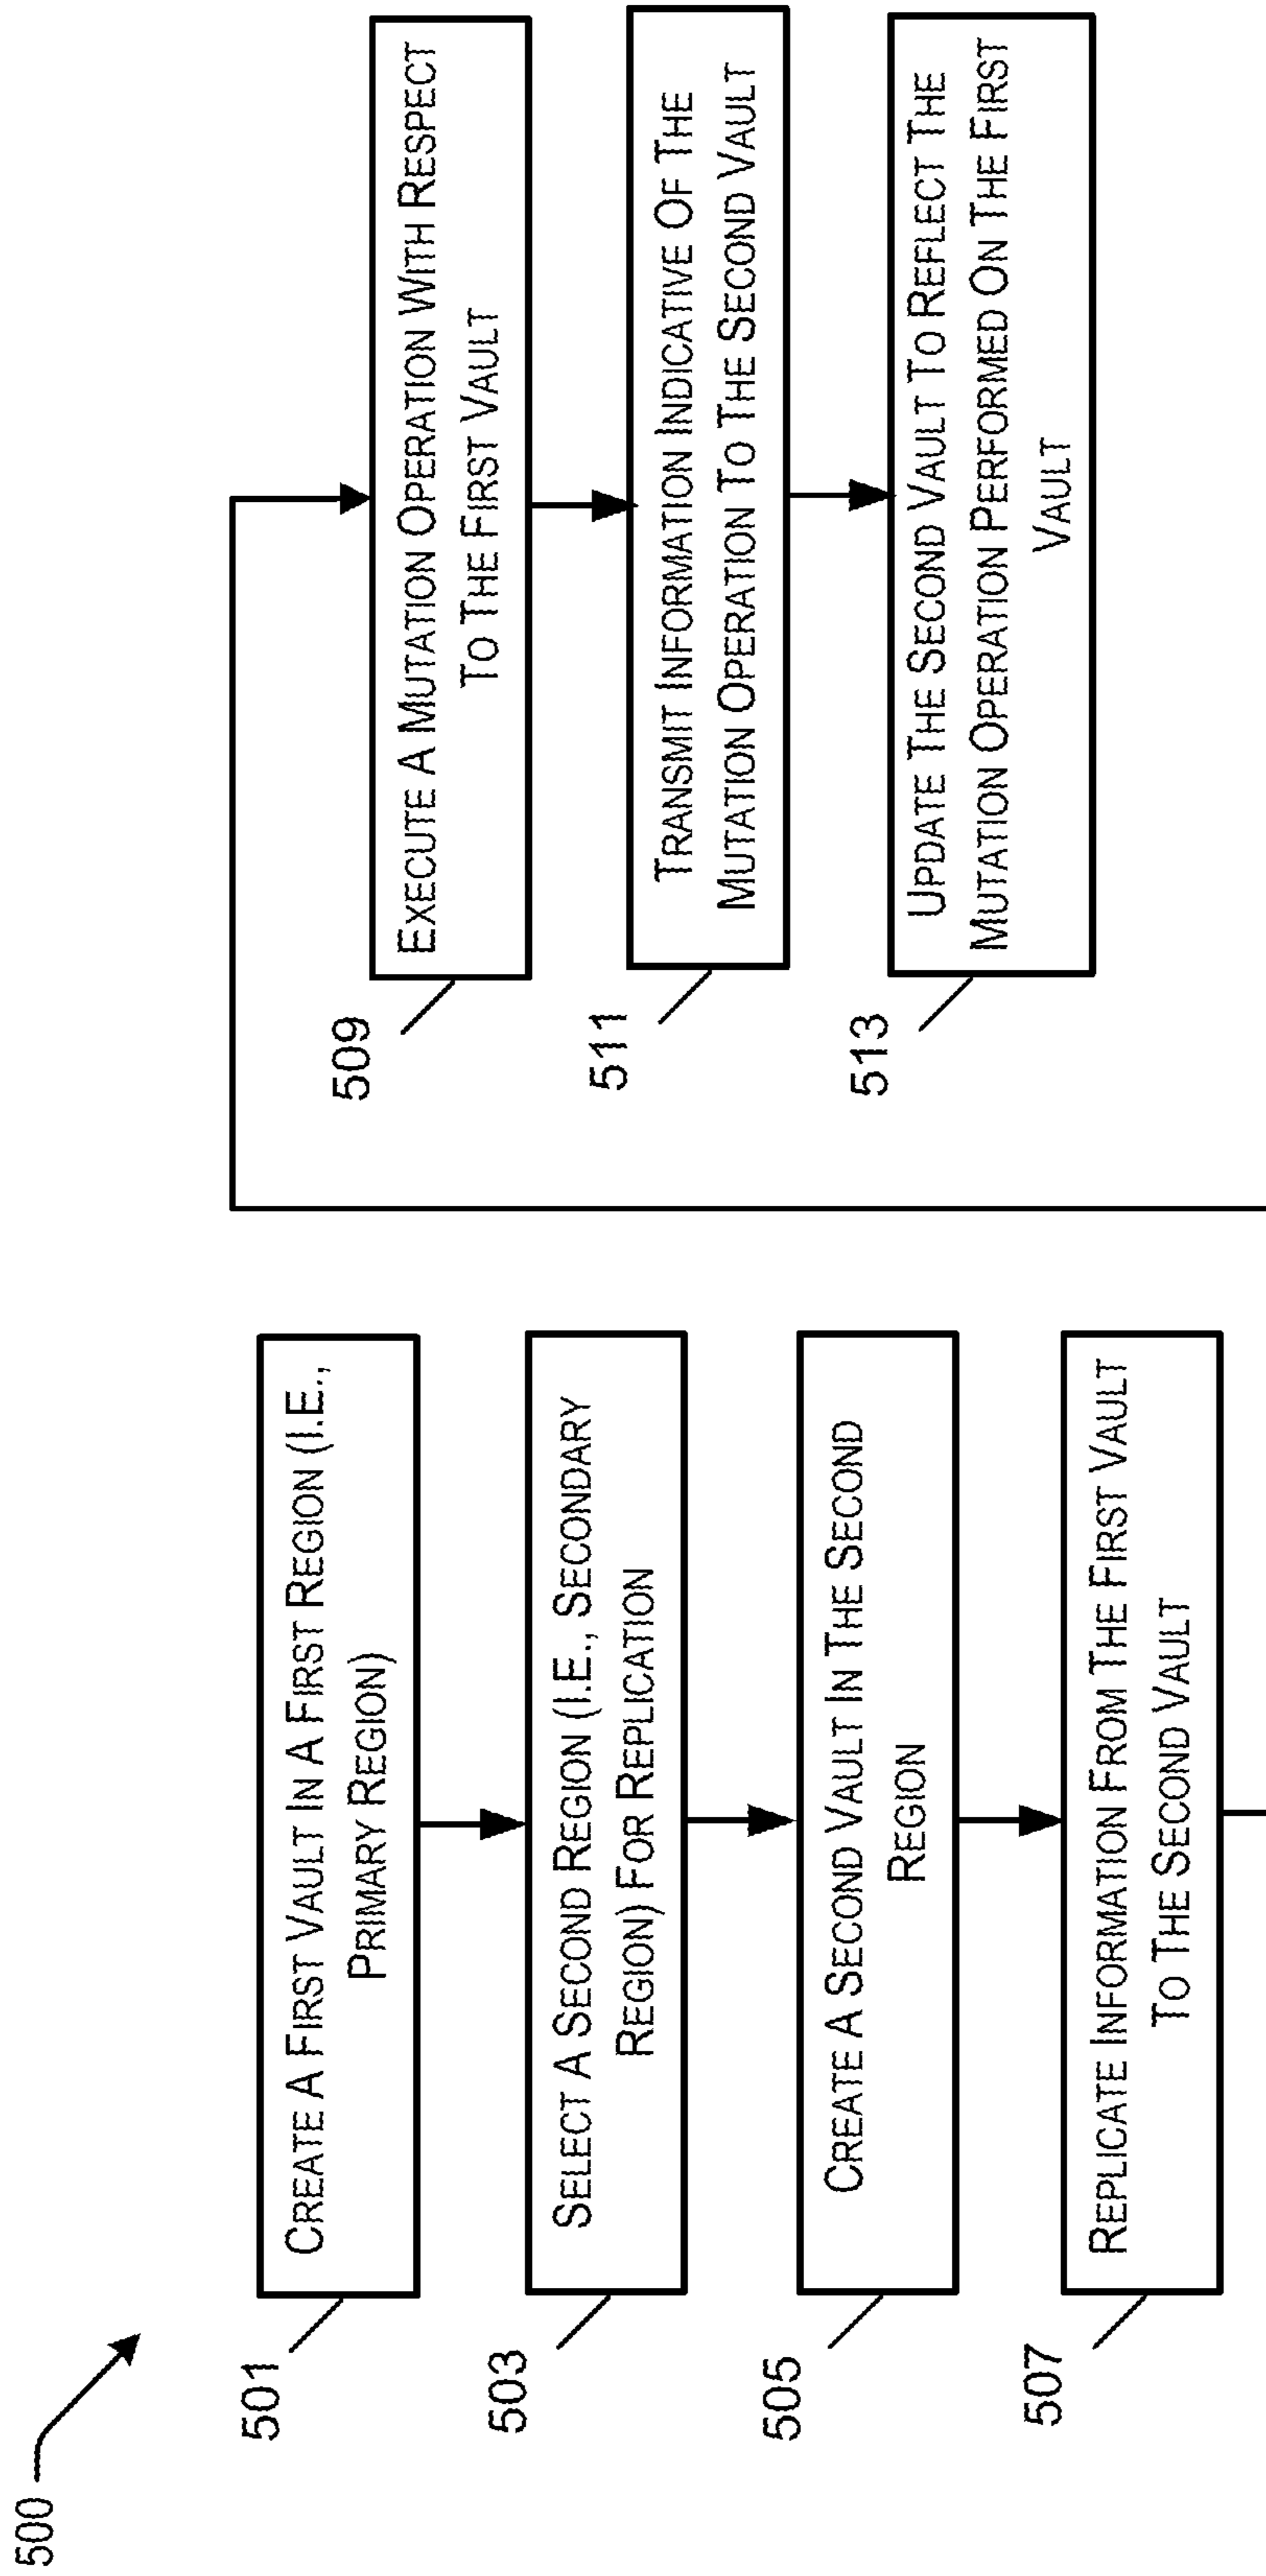 500
501
CREATE A FIRST VAULT IN A FIRST REGION (I.E.,
PRIMARY REGION)
503
SELECT A SECOND REGION (I.E., SECONDARY
REGION) FOR REPLICATION
505
CREATE A SECOND VAULT IN THE SECOND
REGION
507
REPLICATE INFORMATION FROM THE FIRST VAULT
TO THE SECOND VAULT
509
EXECUTE A MUTATION OPERATION WITH RESPECT
TO THE FIRST VAULT
511
TRANSMIT INFORMATION INDICATIVE OF THE
MUTATION OPERATION TO THE SECOND VAULT
513
UPDATE THE SECOND VAULT TO REFLECT THE
MUTATION OPERATION PERFORMED ON THE FIRST
VAULT